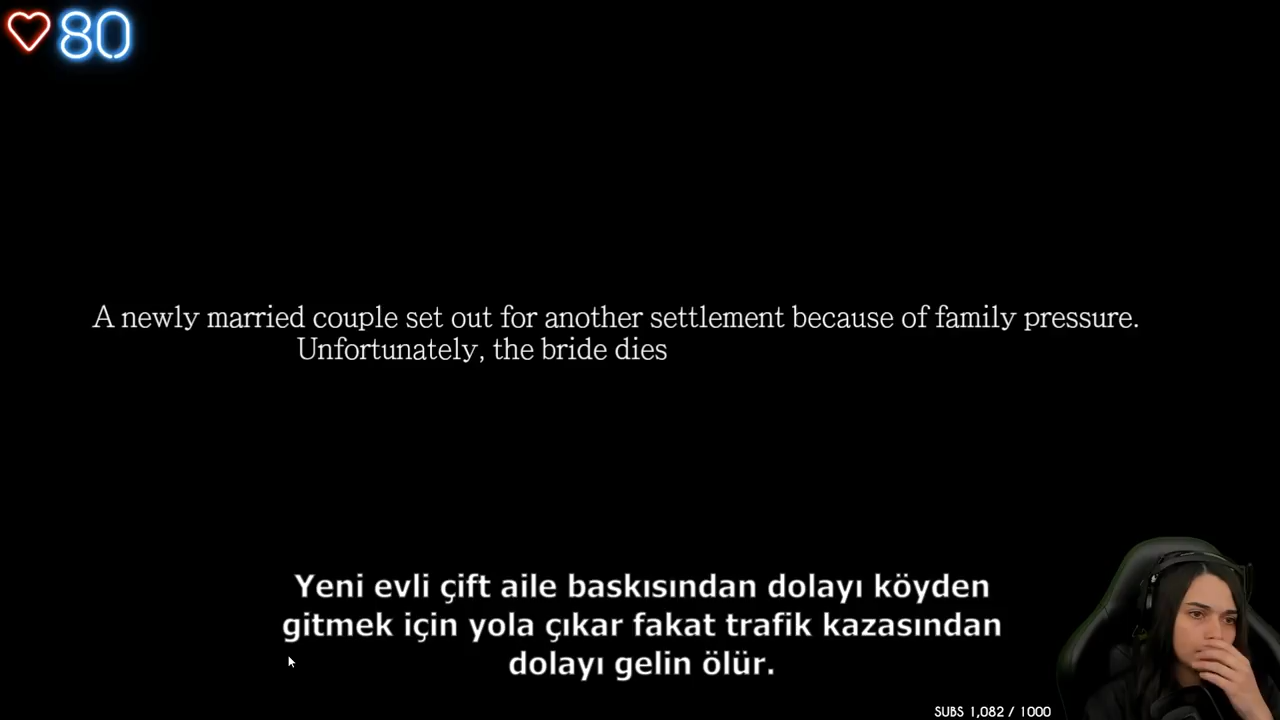 80
A newly married couple set out for another settlement because of family pressure.
Unfortunately, the bride dies
Yeni evli çift aile baskısından dolayı köyden
gitmek için yola çıkar fakat trafik kazasından
dolayı gelin ölür.
SUBS 1,082 / 1000